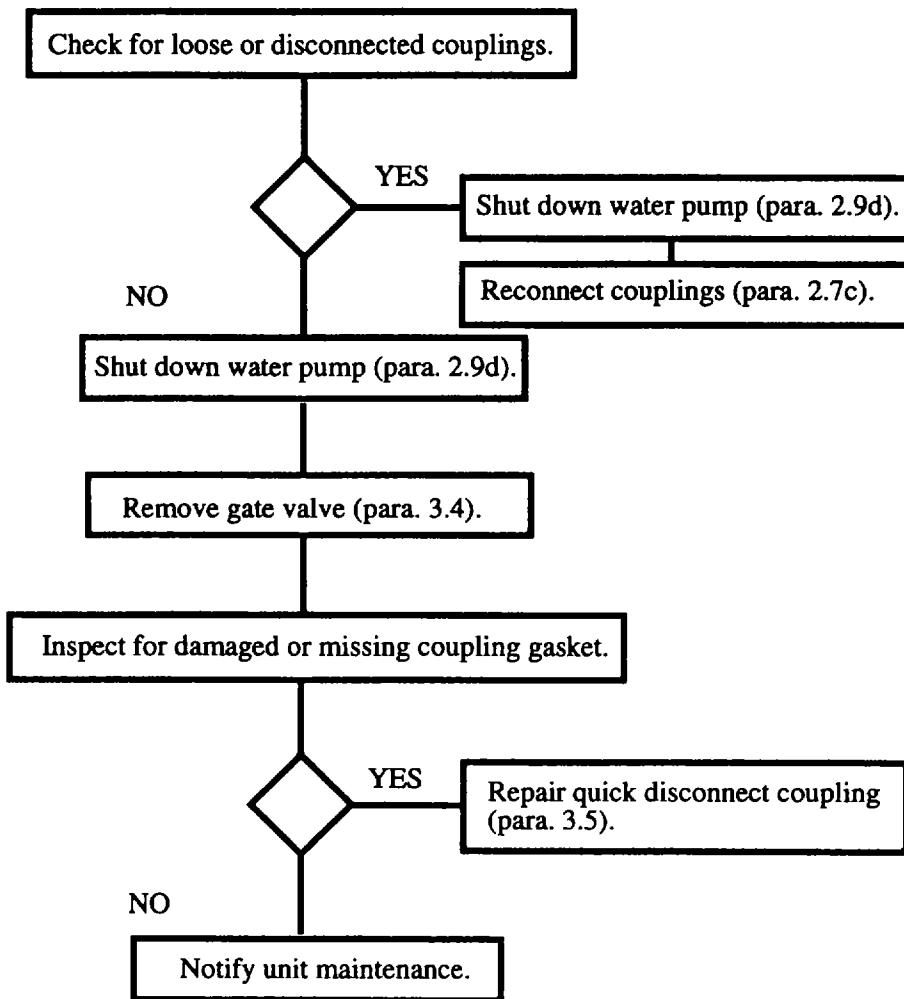 Check for loose or disconnected couplings.
YES
Shut down water pump (para. 2.9d).
Reconnect couplings (para. 2.7c).
NO
Shut down water pump (para. 2.9d).
Remove gate valve (para. 3.4).
Inspect for damaged or missing coupling gasket.
YES
Repair quick disconnect coupling
(para. 3.5).
NO
Notify unit maintenance.